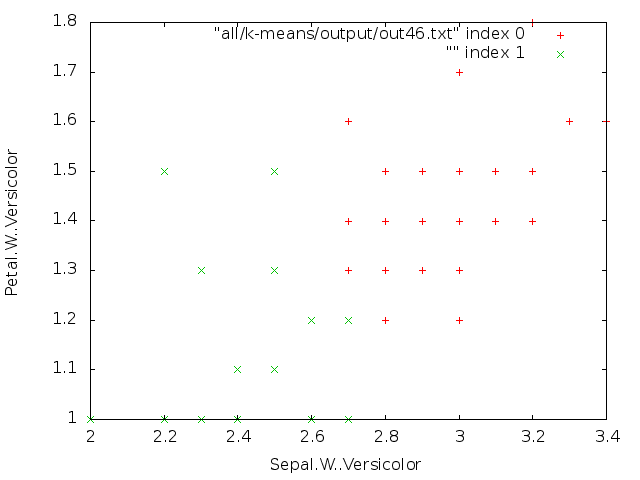 1.8
"all/k-means/output/out46.txt" index 0
"" index 1
1.7
1.6
1.5
1.4
1.3
1.2
1.1
1
Petal.W..Versicolor
2 2.2 2.4 2.6 2.8 3 3.2 3.4
Sepal.W..Versicolor